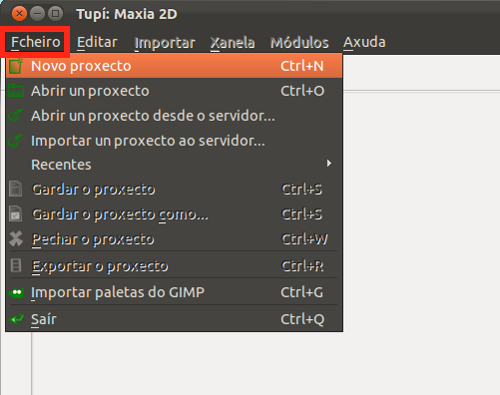 Tupí: Maxia 2D
Fcheiro Editar Importar Xanela Módulos Axuda
Novo proxecto Ctrl+N
Abrir un proxecto Ctrl+O
Abrir un proxecto desde o servidor...
Importar un proxecto ao servidor...
Recentes
Gardar o proxecto Ctrl+S
Gardar o proxecto como... Ctrl+S
Pechar o proxecto Ctrl+W
Exportar o proxecto Ctrl+R
Importar paletas do GIMP Ctrl+G
Saír Ctrl+Q